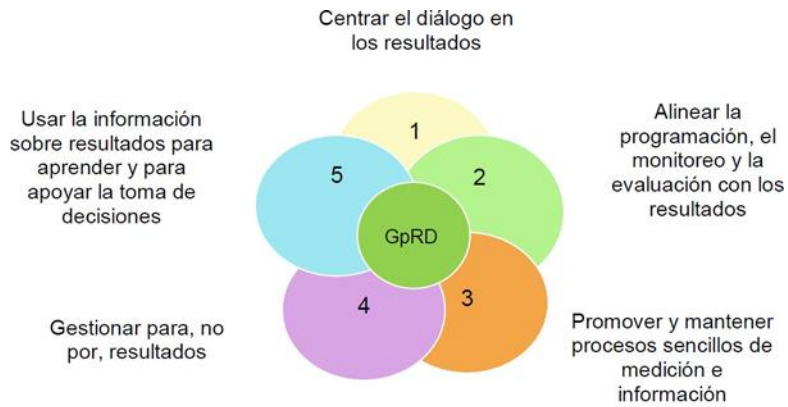 Centrar el diálogo en
los resultados
1
Alinear la
programación, el
monitoreo y la
evaluación con los
resultados
2
Promover y mantener
procesos sencillos de
medición e
información
3
Gestionar para, no
por, resultados
4
Usar la información
sobre resultados para
aprender y para
apoyar la toma de
decisiones
5
GpRD